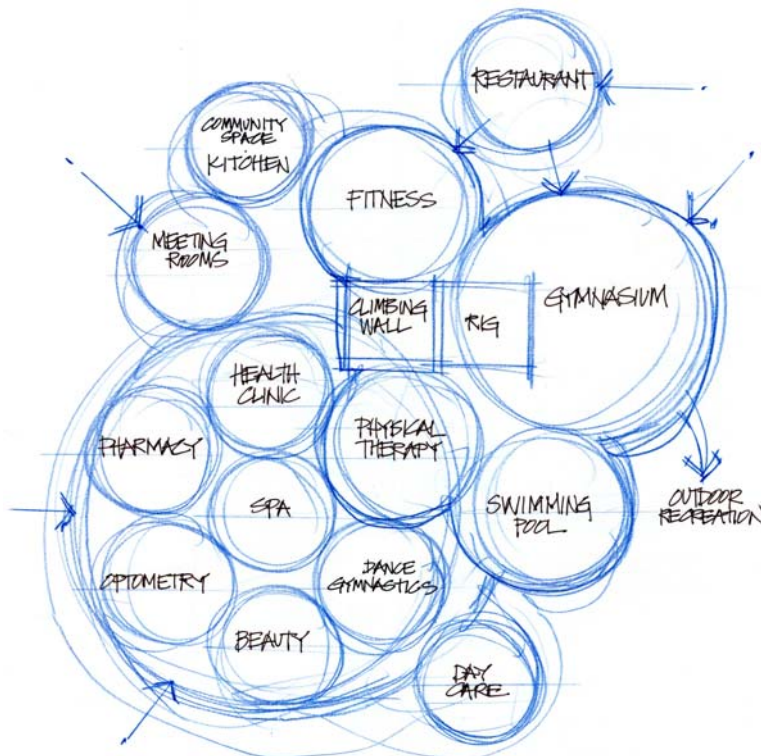 RESTAURANT
COMMUNITY
SPACE
KITCHEN
FITNESS
MEETING
ROOMS
GYMNASIUM
CLIMBING
WALL
RIG
HEALTH
CLINIC
PHARMACY
PHYSICAL
THERAPY
SPA
SWIMMING
POOL
OUTDOOR
RECREATION
OPTOMETRY
DANCE
GYMNASTICS
BEAUTY
DAY
CARE